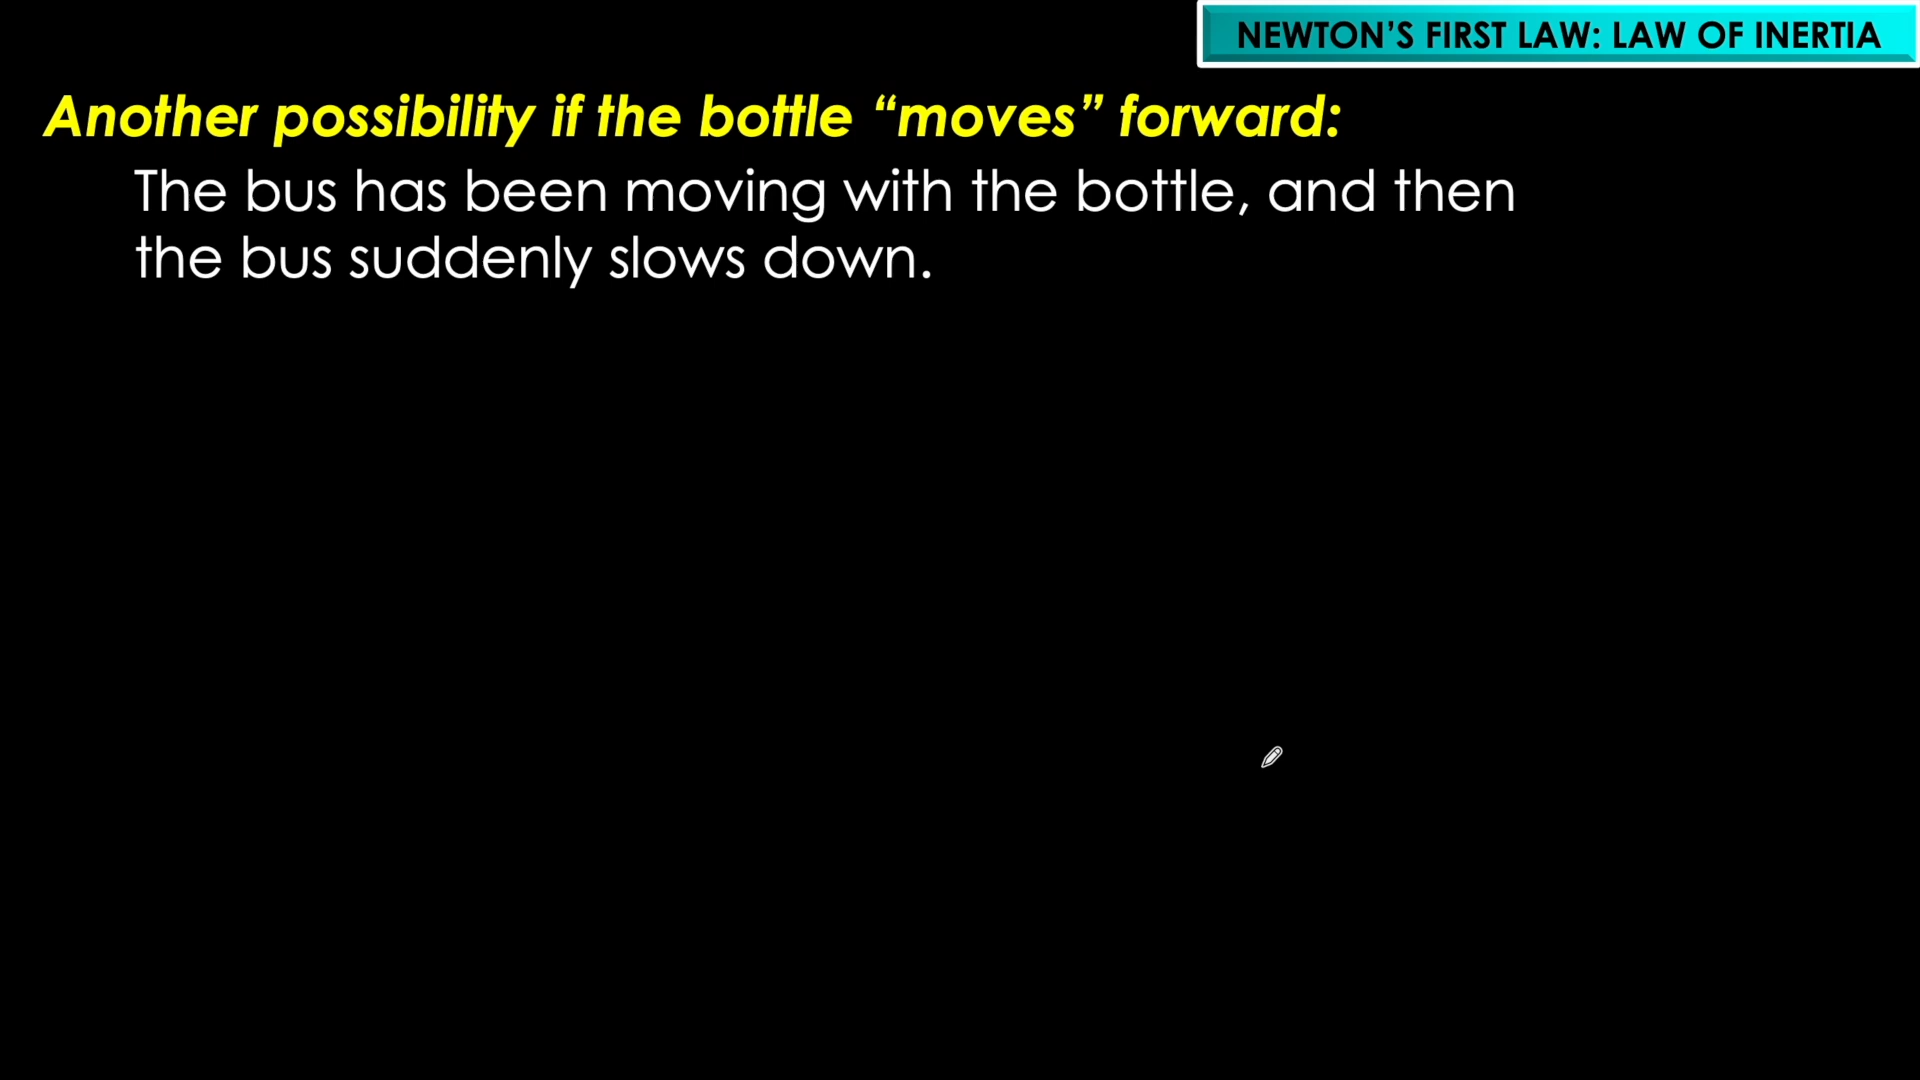 NEWTON’S FIRST LAW: LAW OF INERTIA
Another possibility if the bottle “moves” forward:
The bus has been moving with the bottle, and then
the bus suddenly slows down.